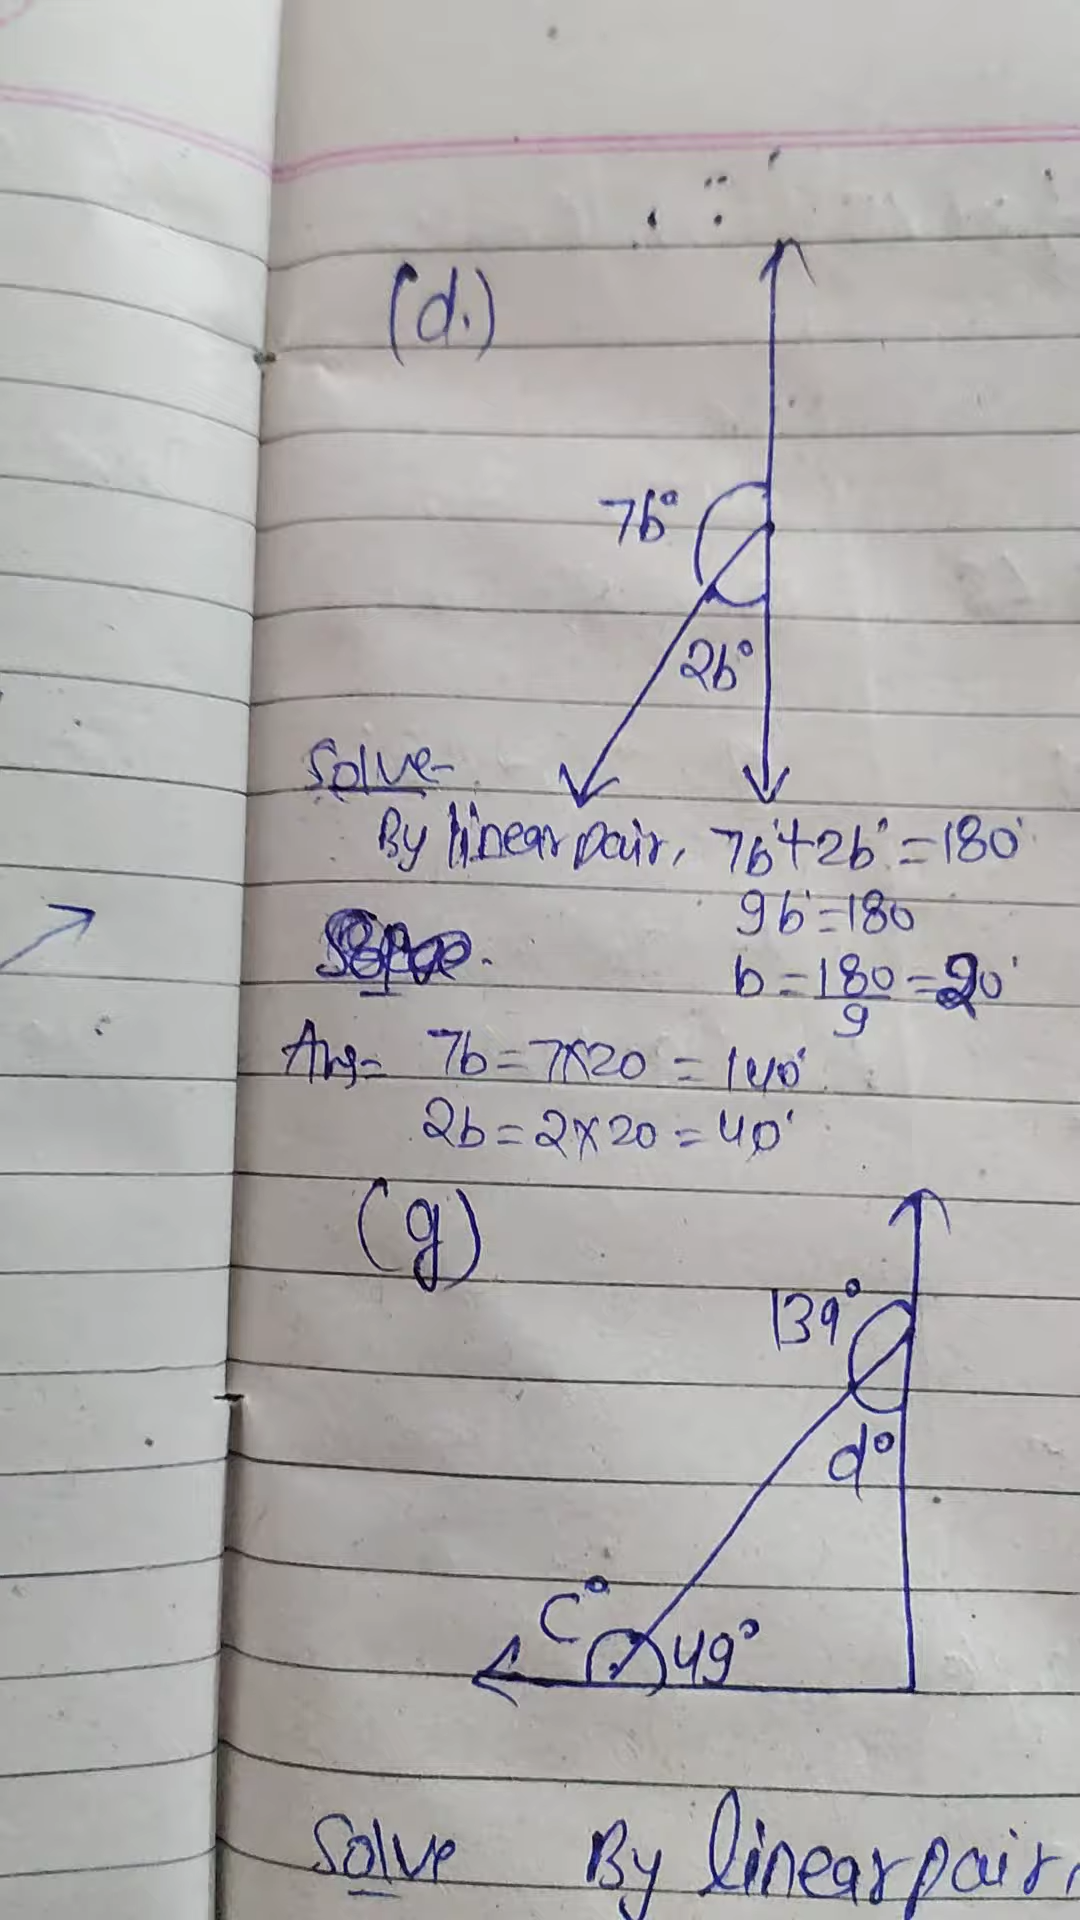 (d.)
7b°
2b°
Solve-
By linear pair, 7b°+2b° = 180°
9b° = 180
b = 180/9 = 20°
Ans= 7b = 7×20 = 140°
2b = 2×20 = 40°
(g)
139°
d°
C°
49°
Solve By linear pair,